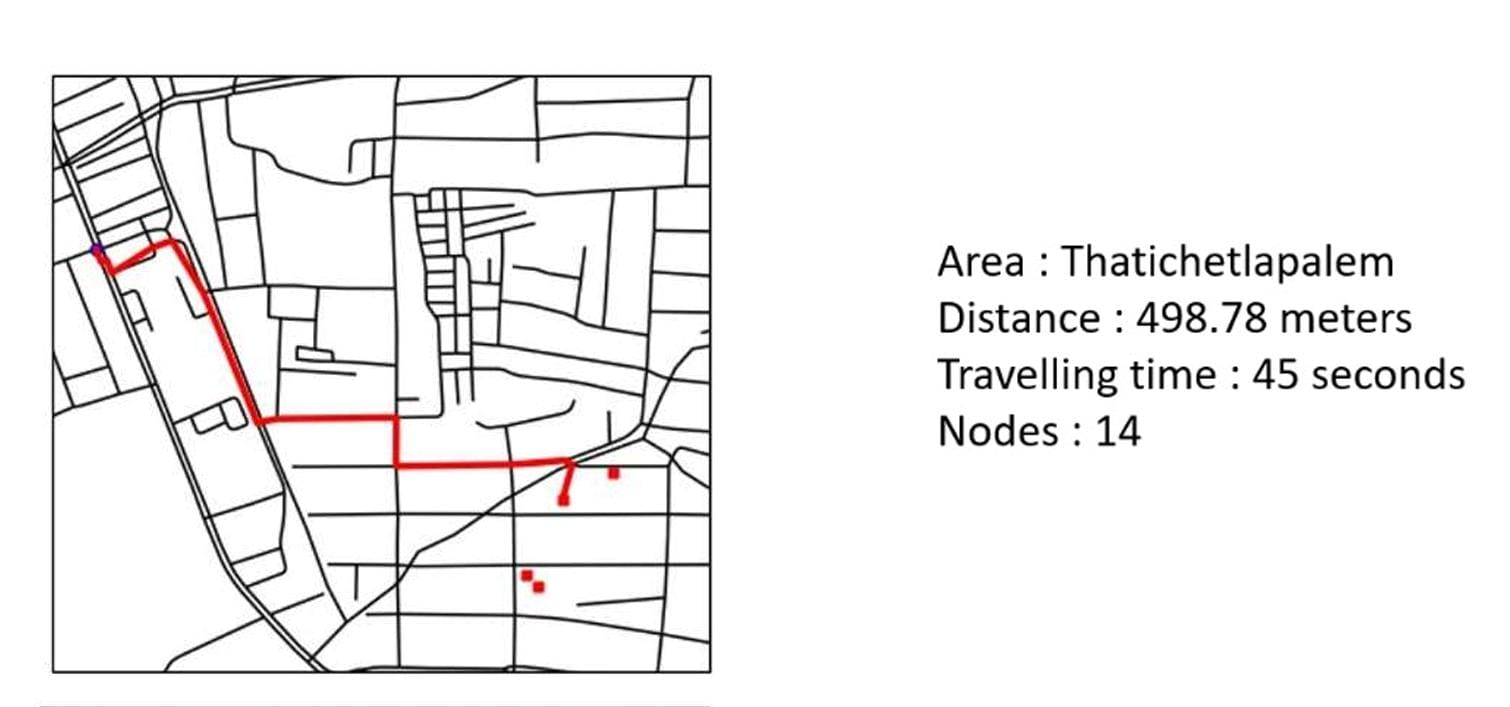 Area : Thatichetlapalem
Distance : 498.78 meters
Travelling time : 45 seconds
Nodes : 14